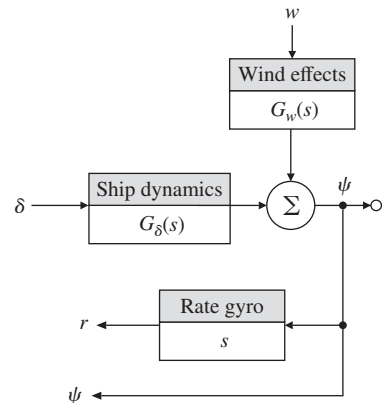 w
Wind effects
G_w(s)
Ship dynamics
δ
G_δ(s)
Σ
ψ
Rate gyro
r
s
ψ